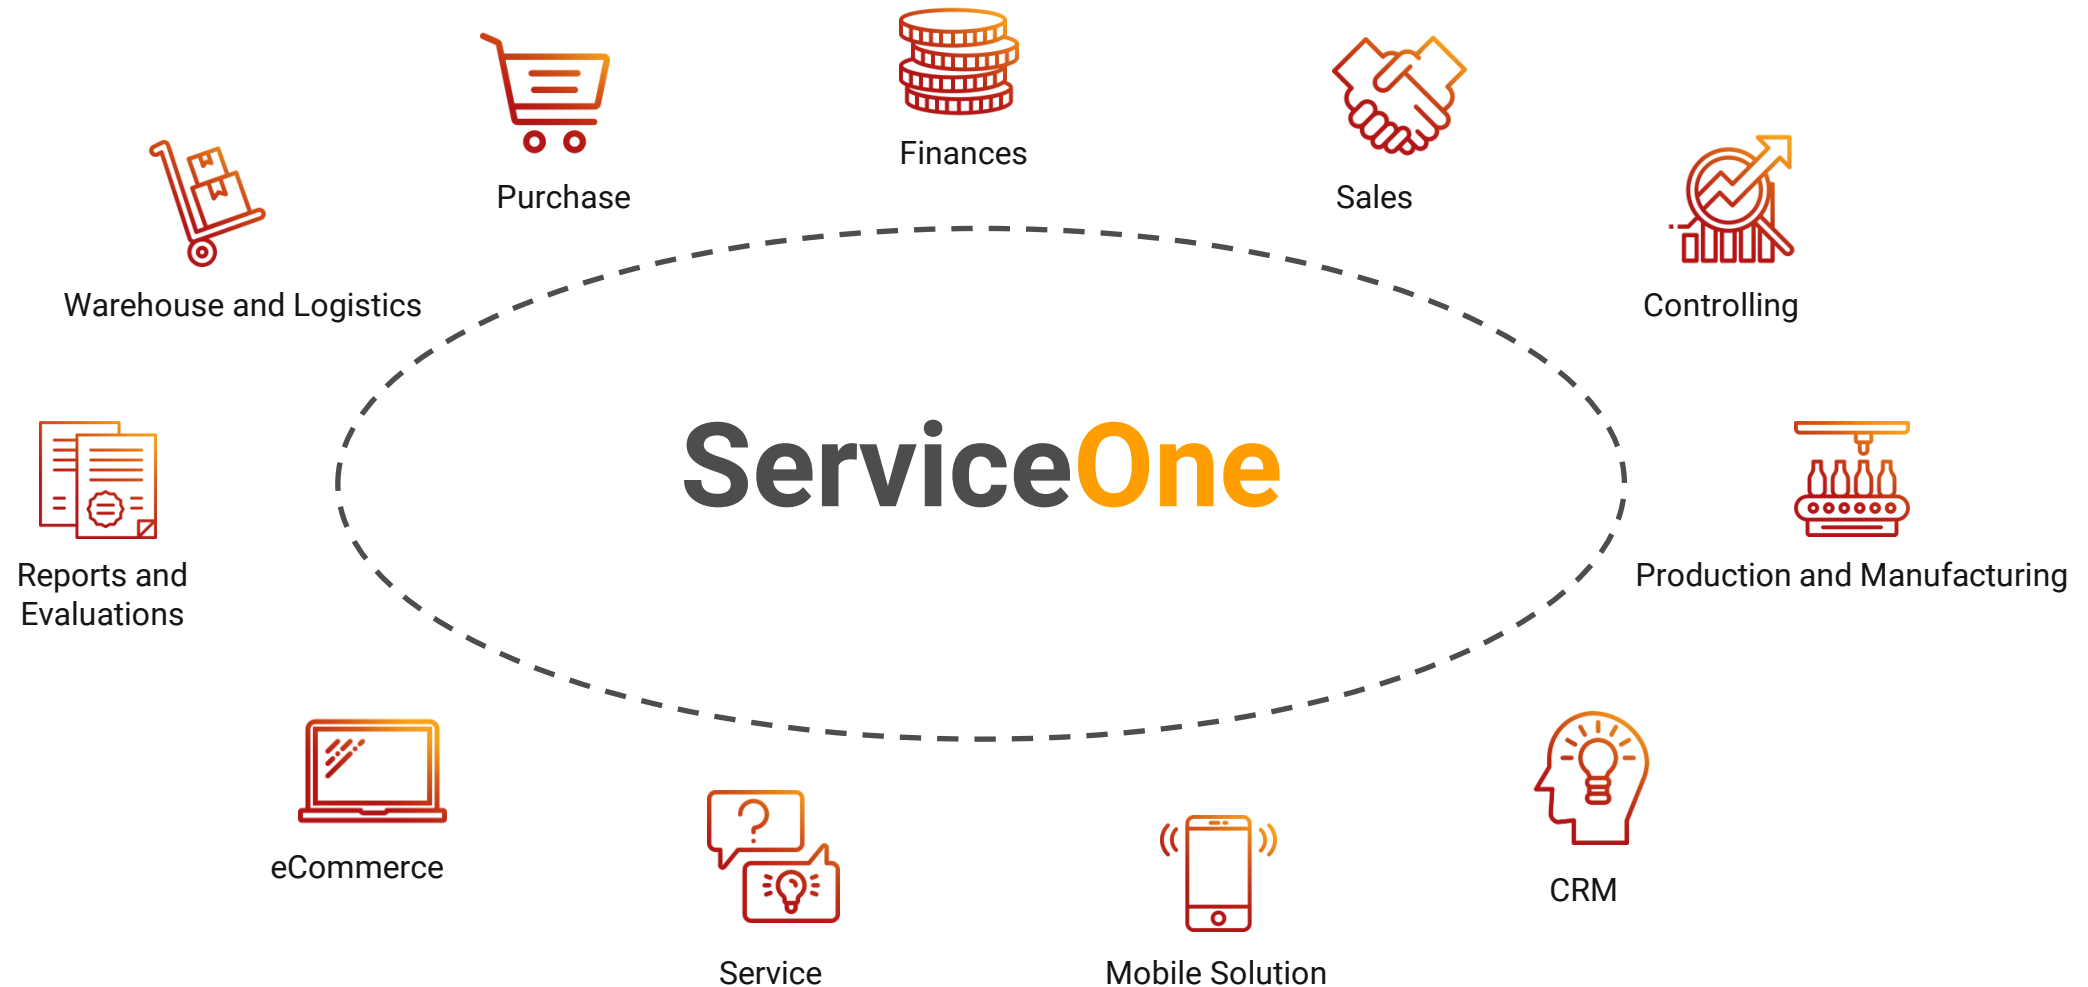 Finances
Purchase
Sales
Warehouse and Logistics
Controlling
ServiceOne
Reports and
Evaluations
Production and Manufacturing
eCommerce
CRM
Service
Mobile Solution